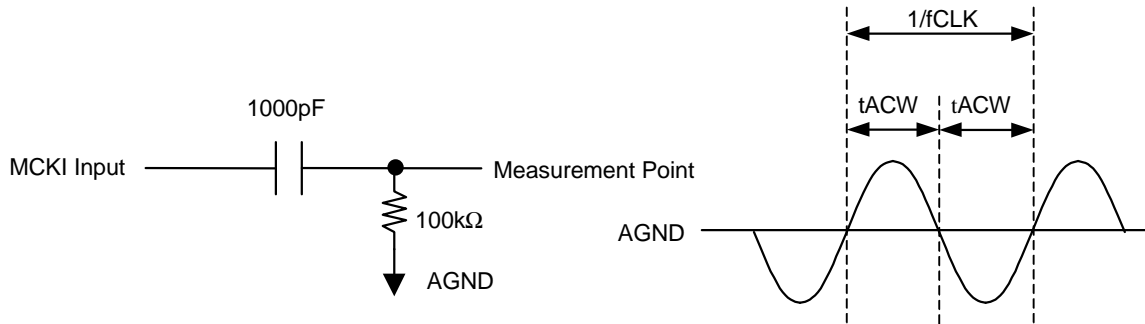 1000pF
MCKI Input
Measurement Point
100kΩ
AGND
1/fCLK
tACW tACW
AGND